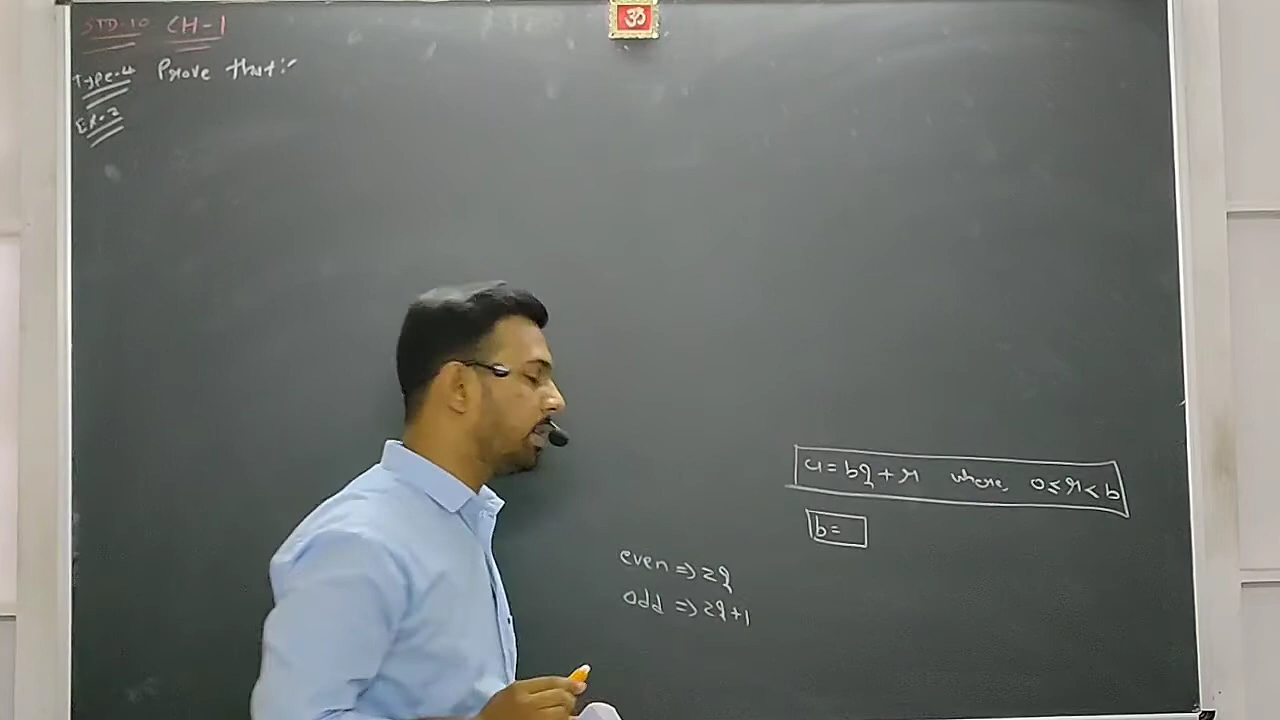 STD-10 CH-1
Type-4 Prove that:-
Ex-2
ॐ
a = bq + r where, 0 ≤ r < b
b =
even => 2q
odd => 2q+1